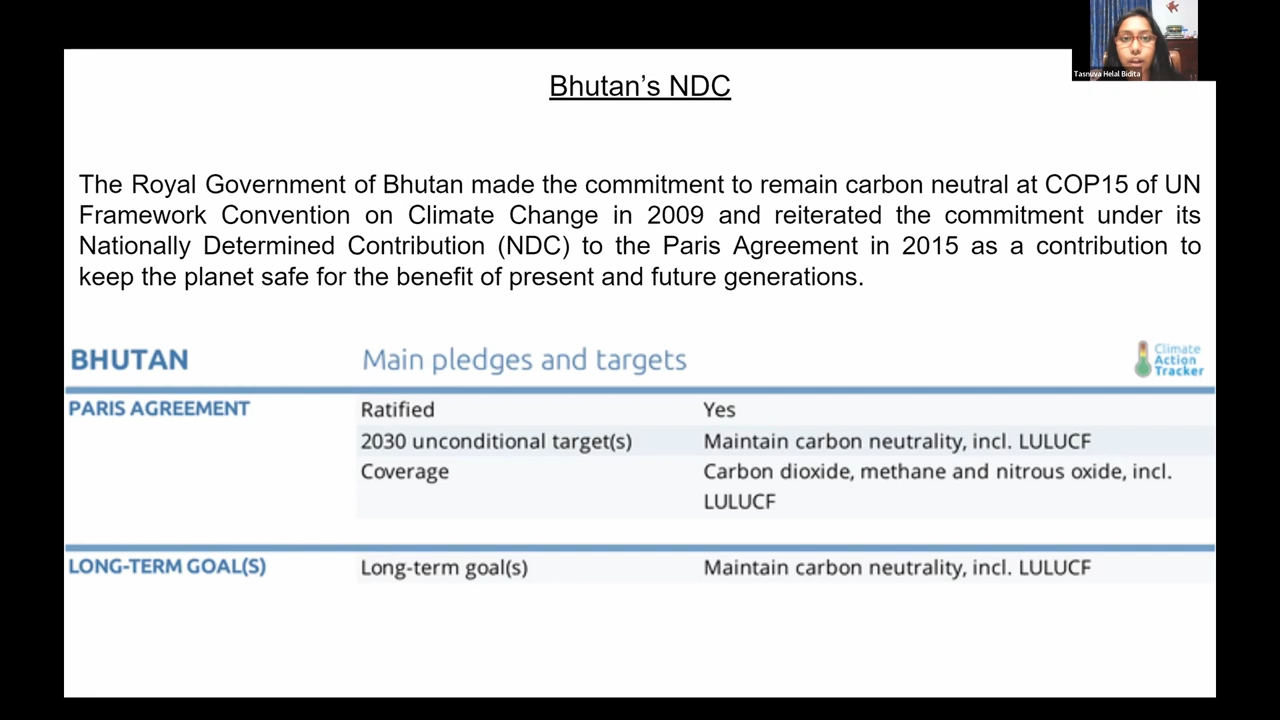 Tasnuva Helal Bidita
Bhutan’s NDC
The Royal Government of Bhutan made the commitment to remain carbon neutral at COP15 of UN
Framework Convention on Climate Change in 2009 and reiterated the commitment under its
Nationally Determined Contribution (NDC) to the Paris Agreement in 2015 as a contribution to
keep the planet safe for the benefit of present and future generations.
BHUTAN Main pledges and targets
Climate
Action
Tracker
PARIS AGREEMENT Ratified Yes
2030 unconditional target(s) Maintain carbon neutrality, incl. LULUCF
Coverage Carbon dioxide, methane and nitrous oxide, incl.
LULUCF
LONG-TERM GOAL(S) Long-term goal(s) Maintain carbon neutrality, incl. LULUCF